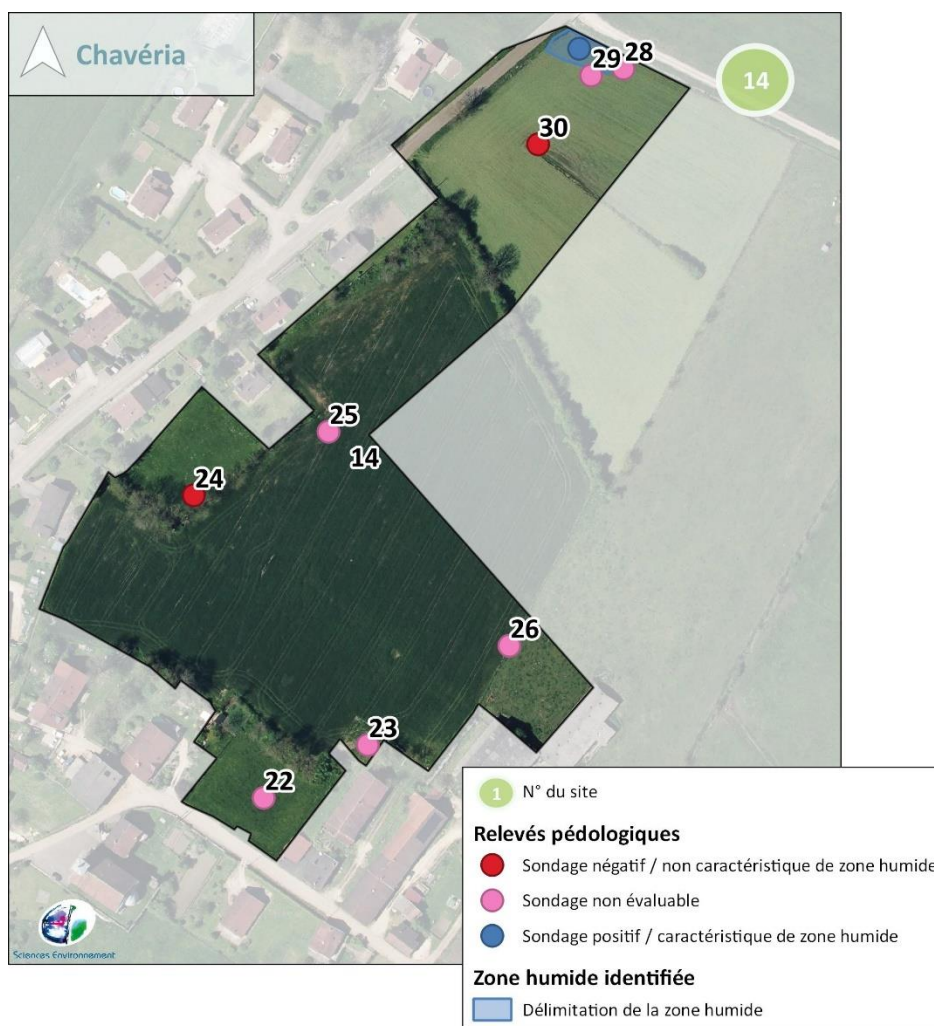 Chavéria
14
28
29
30
25
14
24
26
23
22
1 N° du site
Relevés pédologiques
Sondage négatif / non caractéristique de zone humide
Sondage non évaluable
Sondage positif / caractéristique de zone humide
Zone humide identifiée
Délimitation de la zone humide
Sciences Environnement